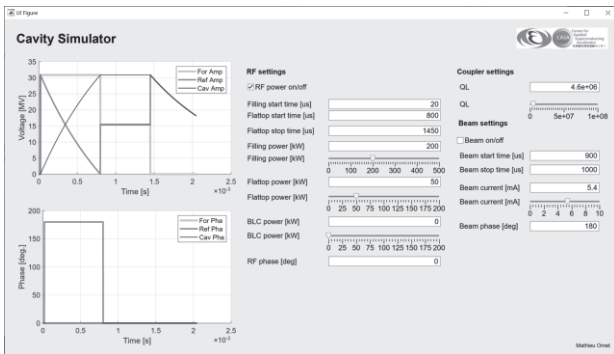 UI Figure
Cavity Simulator
Center for
Applied
Superconducting
Accelerator
CASA
35
30
25
20
15
10
5
0
Voltage [MV]
For Amp
Ref Amp
Cav Amp
0 0.5 1 1.5 2 2.5
Time [s] ×10⁻³
200
150
100
50
0
Phase [deg.]
For Pha
Ref Pha
Cav Pha
0 0.5 1 1.5 2 2.5
Time [s] ×10⁻³
RF settings
RF power on/off
Filling start time [us] 20
Flattop start time [us] 800
Flattop stop time [us] 1450
Filling power [kW] 200
Filling power [kW]
0 100 200 300 400 500
Flattop power [kW] 50
Flattop power [kW]
0 25 50 75 100 125 150 175 200
BLC power [kW] 0
BLC power [kW]
0 25 50 75 100 125 150 175 200
RF phase [deg] 0
Coupler settings
QL 4.6e+06
QL
0 5e+07 1e+08
Beam settings
Beam on/off
Beam start time [us] 900
Beam stop time [us] 1000
Beam current [mA] 5.4
Beam current [mA]
0 2 4 6 8 10
Beam phase [deg] 180
Mathieu Omet